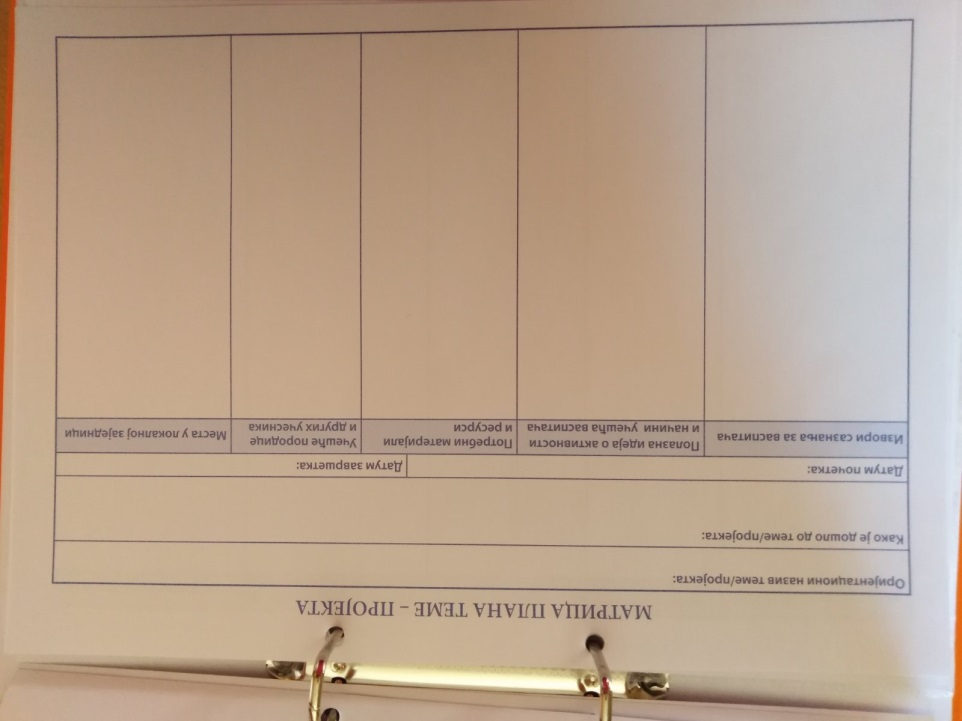 МАТРИЦА ПЛАНА ТЕМЕ – ПРОЈЕКТА
Оријентациони назив теме/пројекта:
Како је дошло до теме/пројекта:
Датум почетка:
Датум завршетка:
Извори сазнања за васпитача
Полазна идеја о активности
и начини учешћа васпитача
Потребни материјали
и ресурси
Учешће породице
и других учесника
Места у локалној заједници